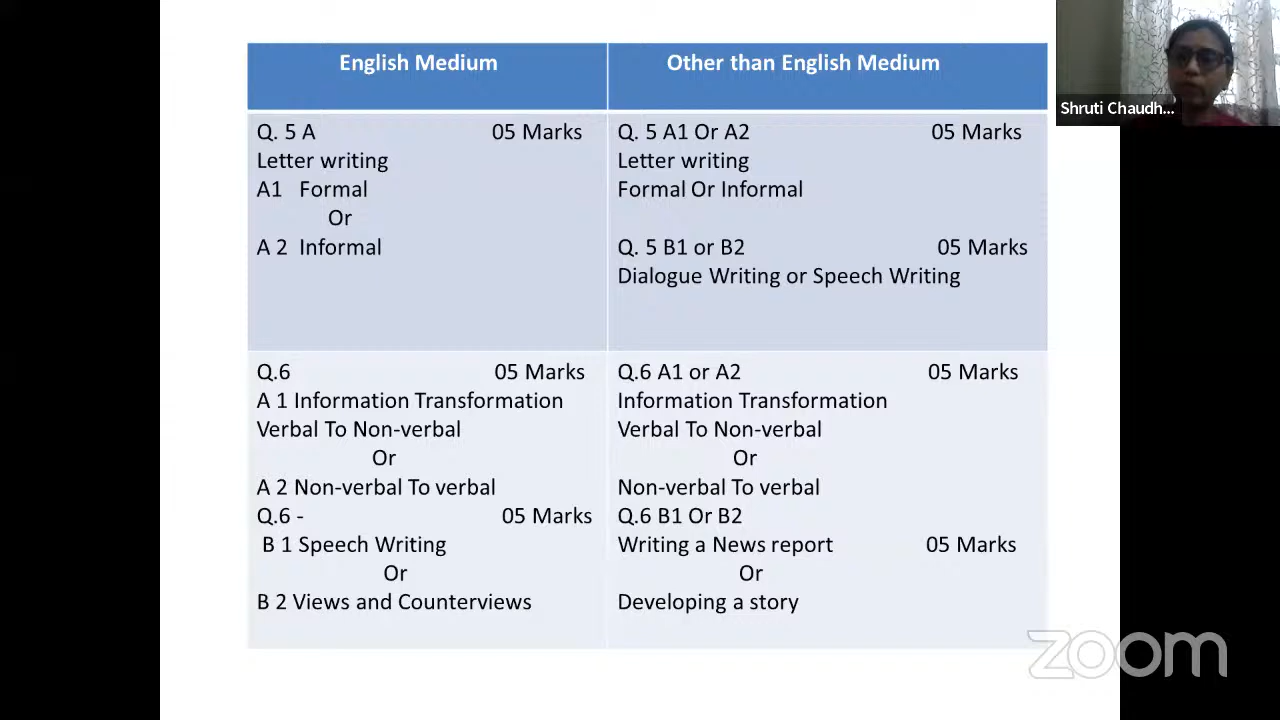 English Medium
Other than English Medium
Q. 5 A 05 Marks
Letter writing
A1 Formal
Or
A 2 Informal
Q. 5 A1 Or A2 05 Marks
Letter writing
Formal Or Informal
Q. 5 B1 or B2 05 Marks
Dialogue Writing or Speech Writing
Q.6 05 Marks
A 1 Information Transformation
Verbal To Non-verbal
Or
A 2 Non-verbal To verbal
Q.6 - 05 Marks
B 1 Speech Writing
Or
B 2 Views and Counterviews
Q.6 A1 or A2 05 Marks
Information Transformation
Verbal To Non-verbal
Or
Non-verbal To verbal
Q.6 B1 Or B2
Writing a News report 05 Marks
Or
Developing a story
Shruti Chaudh...
zoom